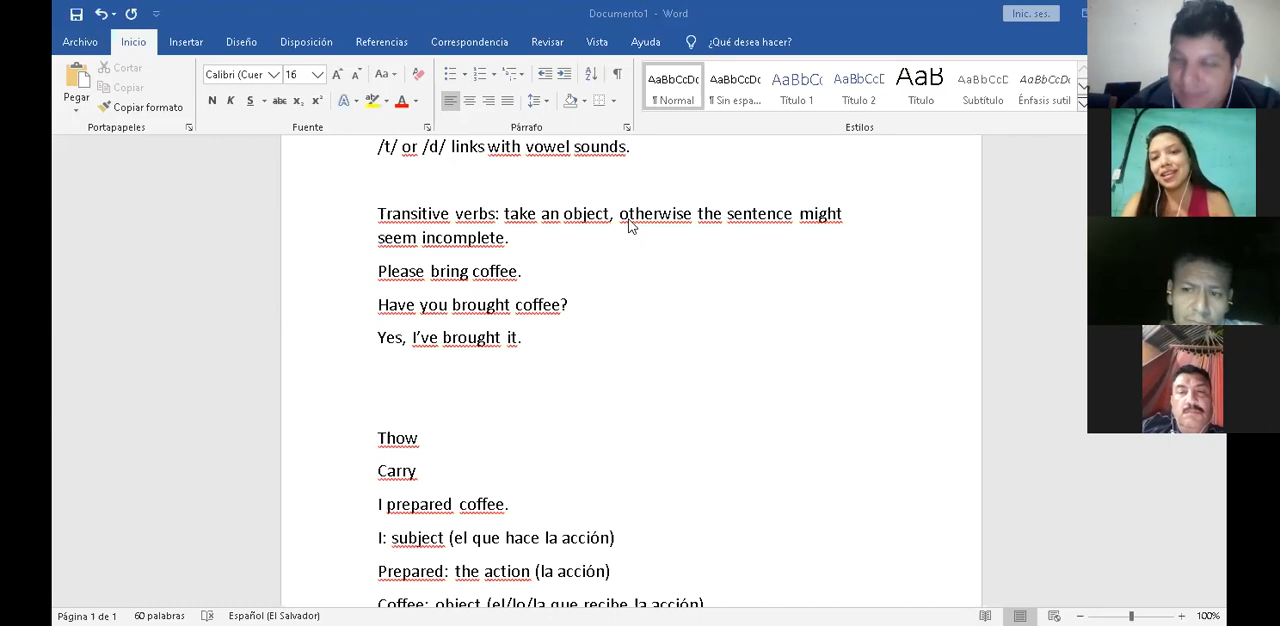 Documento1 - Word
Inic. ses.
Archivo Inicio Insertar Diseño Disposición Referencias Correspondencia Revisar Vista Ayuda ¿Qué desea hacer?
Pegar
Cortar
Copiar
Copiar formato
Portapapeles
Calibri (Cuer 16
N K S abc x₂ x²
Fuente
Párrafo
AaBbCcDc AaBbCcDc AaBbCc AaBbCcE AaB AaBbCcD AaBbCcDc
¶ Normal ¶ Sin espa... Título 1 Título 2 Título Subtítulo Énfasis sutil
Estilos
/t/ or /d/ links with vowel sounds.
Transitive verbs: take an object, otherwise the sentence might
seem incomplete.
Please bring coffee.
Have you brought coffee?
Yes, I’ve brought it.
Thow
Carry
I prepared coffee.
I: subject (el que hace la acción)
Prepared: the action (la acción)
Coffee: object (el/lo/la que recibe la acción)
Página 1 de 1 60 palabras Español (El Salvador) 100%